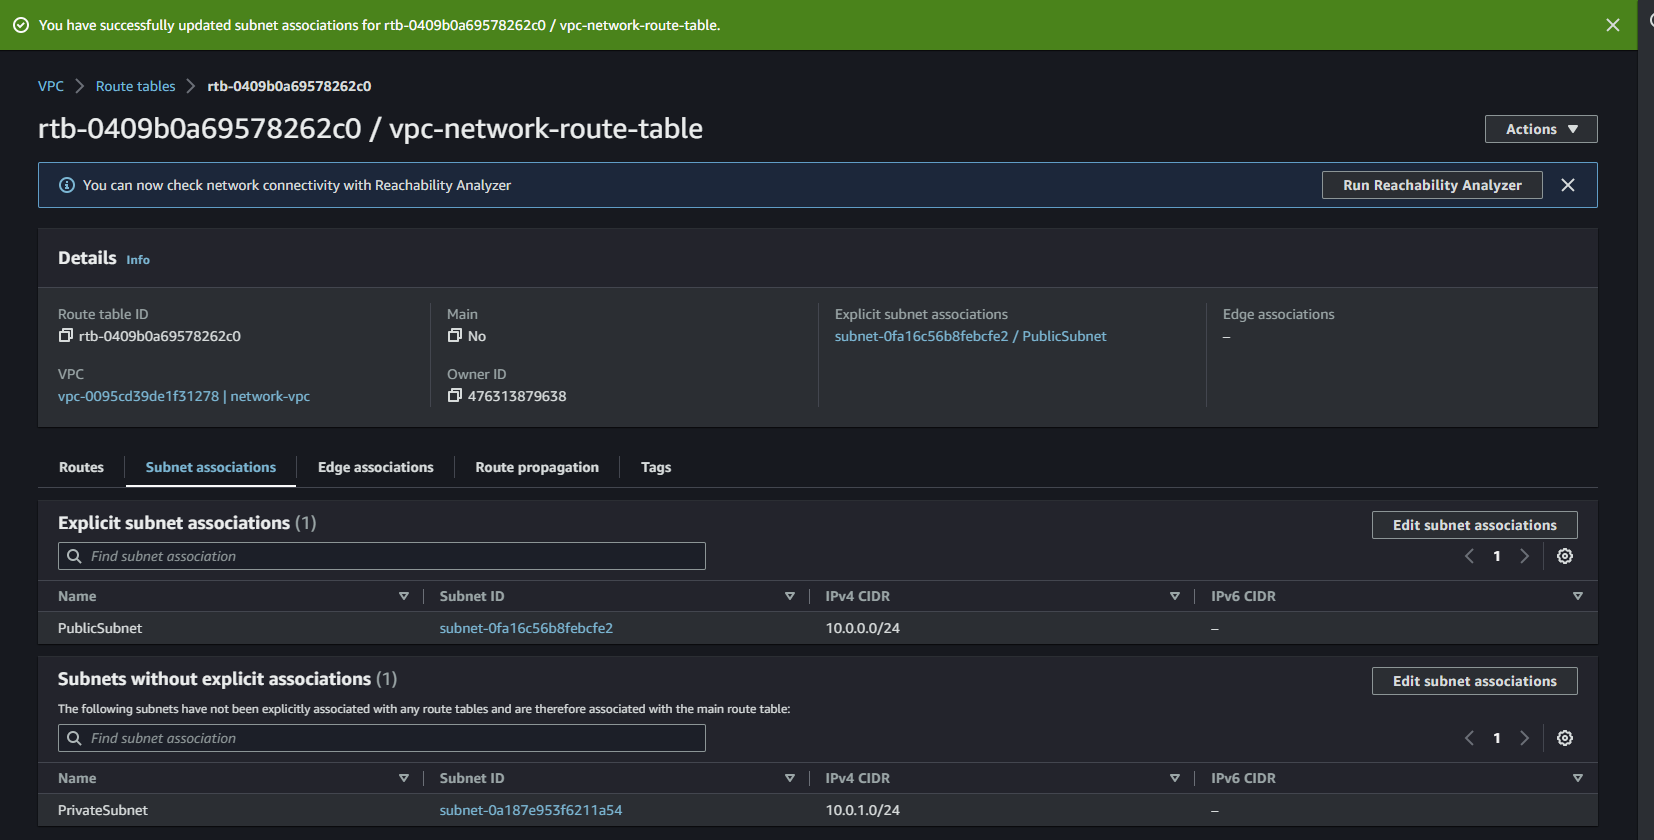 You have successfully updated subnet associations for rtb-0409b0a69578262c0 / vpc-network-route-table.
VPC > Route tables > rtb-0409b0a69578262c0
rtb-0409b0a69578262c0 / vpc-network-route-table
Actions
You can now check network connectivity with Reachability Analyzer
Run Reachability Analyzer
Details Info
Route table ID
rtb-0409b0a69578262c0
Main
No
Explicit subnet associations
subnet-0fa16c56b8febcfe2 / PublicSubnet
Edge associations
–
VPC
vpc-0095cd39de1f31278 | network-vpc
Owner ID
476313879638
Routes
Subnet associations
Edge associations
Route propagation
Tags
Explicit subnet associations (1)
Edit subnet associations
Find subnet association
1
Name Subnet ID IPv4 CIDR IPv6 CIDR
PublicSubnet subnet-0fa16c56b8febcfe2 10.0.0.0/24 –
Subnets without explicit associations (1)
Edit subnet associations
The following subnets have not been explicitly associated with any route tables and are therefore associated with the main route table:
Find subnet association
1
Name Subnet ID IPv4 CIDR IPv6 CIDR
PrivateSubnet subnet-0a187e953f6211a54 10.0.1.0/24 –